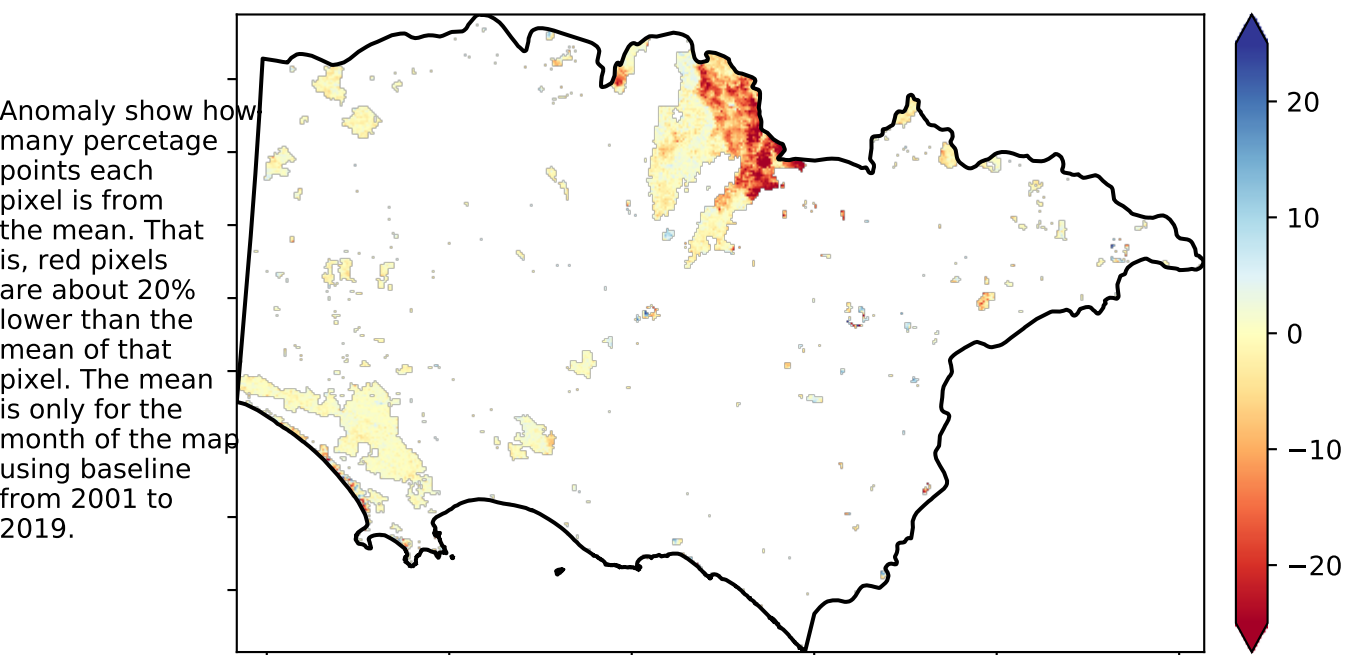 Anomaly show how
many percetage
points each
pixel is from
the mean. That
is, red pixels
are about 20%
lower than the
mean of that
pixel. The mean
is only for the
month of the map
using baseline
from 2001 to
2019.
20
10
0
−10
−20